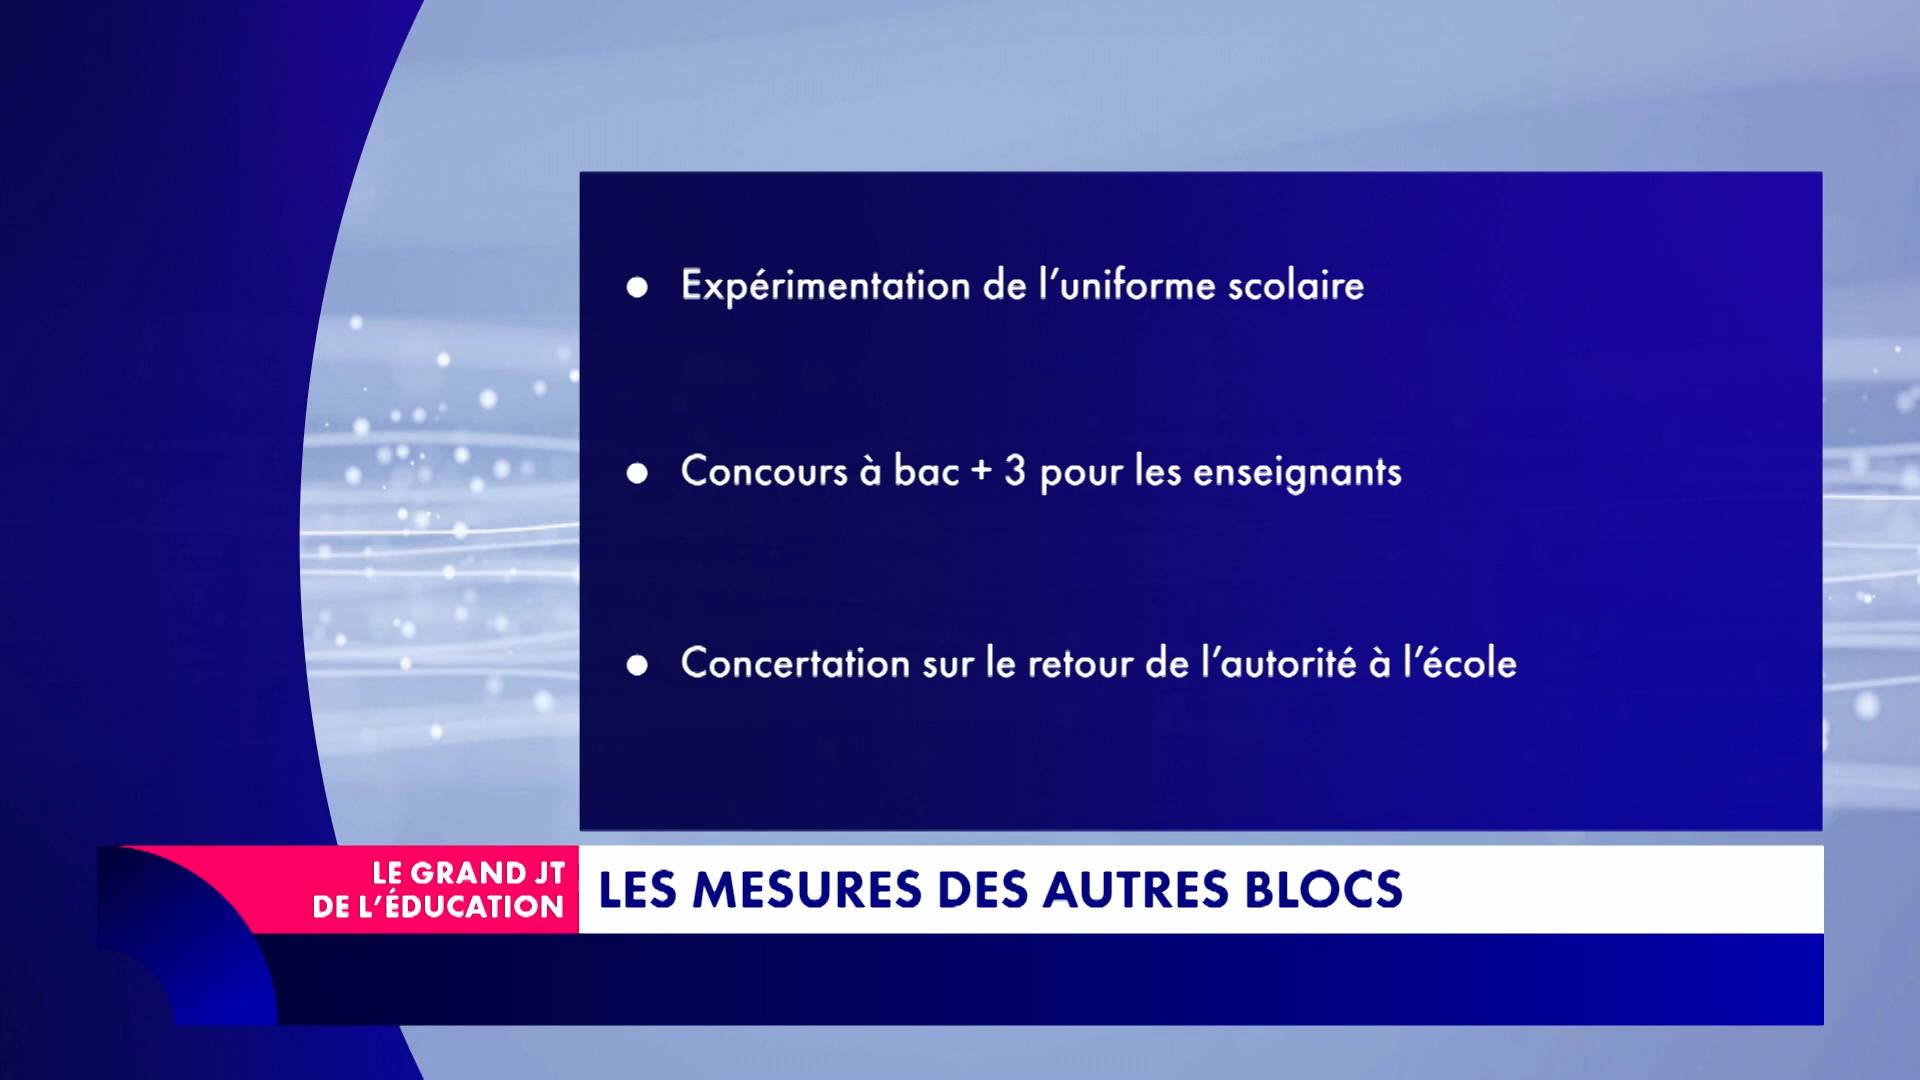 ● Expérimentation de l’uniforme scolaire
● Concours à bac + 3 pour les enseignants
● Concertation sur le retour de l’autorité à l’école
LE GRAND JT
DE L’ÉDUCATION
LES MESURES DES AUTRES BLOCS